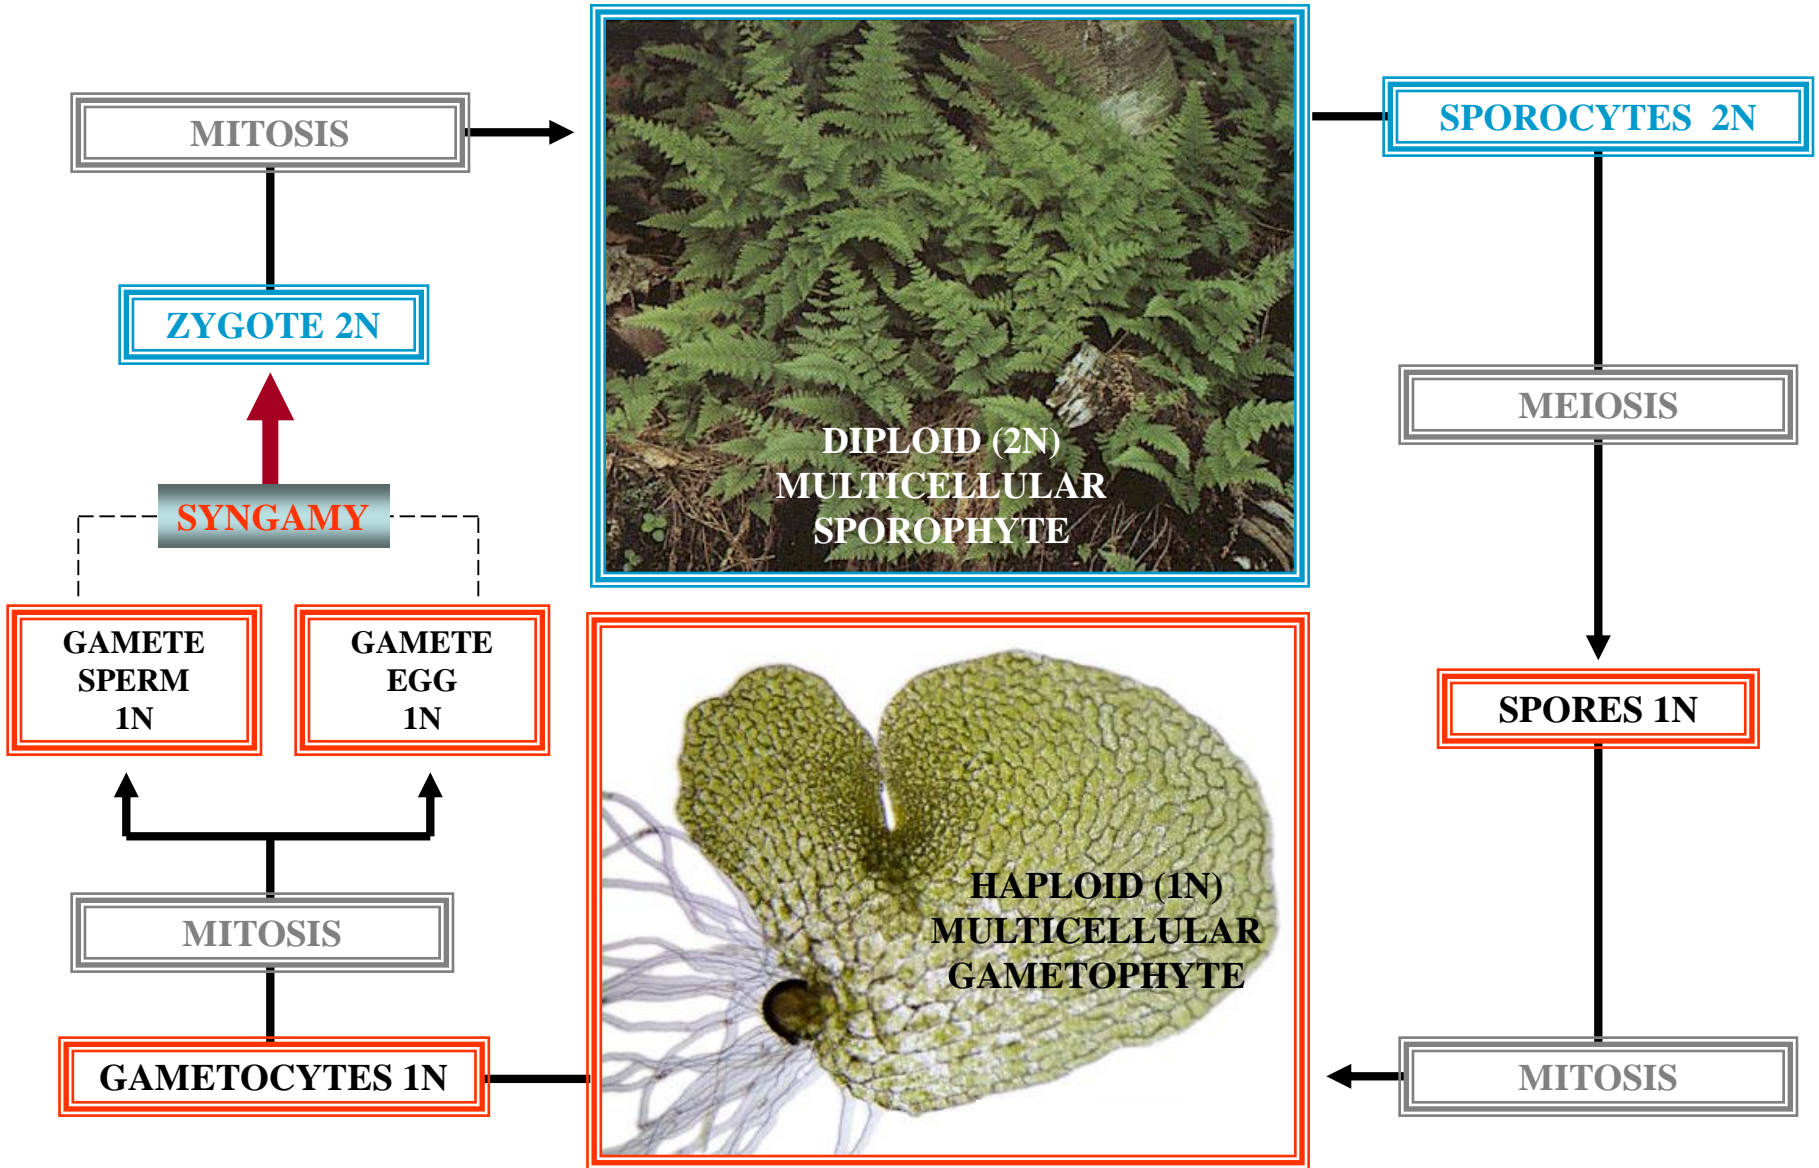 MITOSIS
SPOROCYTES 2N
ZYGOTE 2N
MEIOSIS
DIPLOID (2N)
MULTICELLULAR
SPOROPHYTE
SYNGAMY
GAMETE
SPERM
1N
GAMETE
EGG
1N
SPORES 1N
HAPLOID (1N)
MULTICELLULAR
GAMETOPHYTE
MITOSIS
GAMETOCYTES 1N
MITOSIS